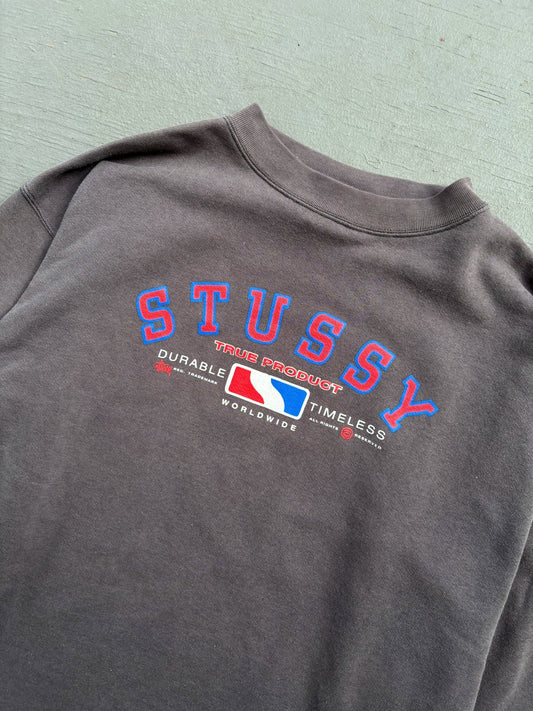 STUSSY
TRUE PRODUCT
DURABLE
REG. TRADEMARK
WORLDWIDE
TIMELESS
ALL RIGHTS RESERVED